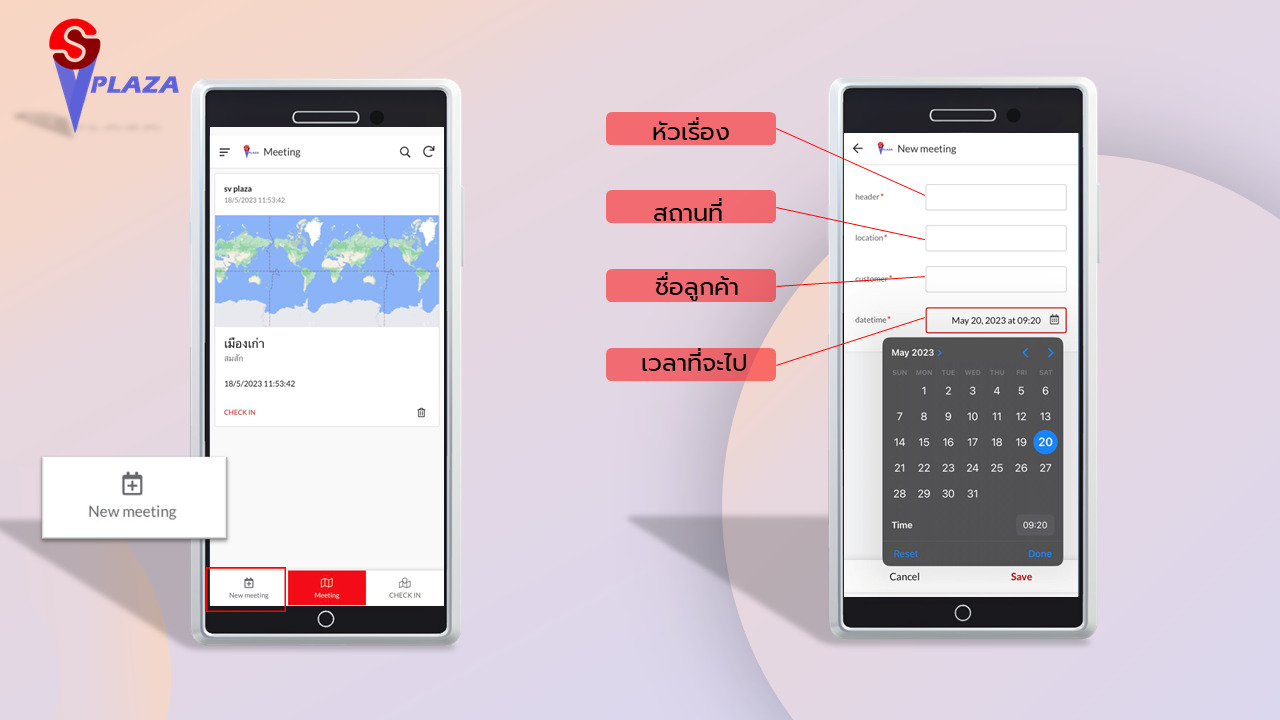 S
V PLAZA
PLAZA Meeting
sv plaza
18/5/2023 11:53:42
เมืองเก่า
สมสัก
18/5/2023 11:53:42
CHECK IN
New meeting
New meeting
Meeting
CHECK IN
หัวเรื่อง
สถานที่
ชื่อลูกค้า
เวลาที่จะไป
PLAZA New meeting
header*
location*
customer*
datetime*
May 20, 2023 at 09:20
May 2023
SUN MON TUE WED THU FRI SAT
1 2 3 4 5 6
7 8 9 10 11 12 13
14 15 16 17 18 19 20
21 22 23 24 25 26 27
28 29 30 31
Time 09:20
Reset Done
Cancel Save